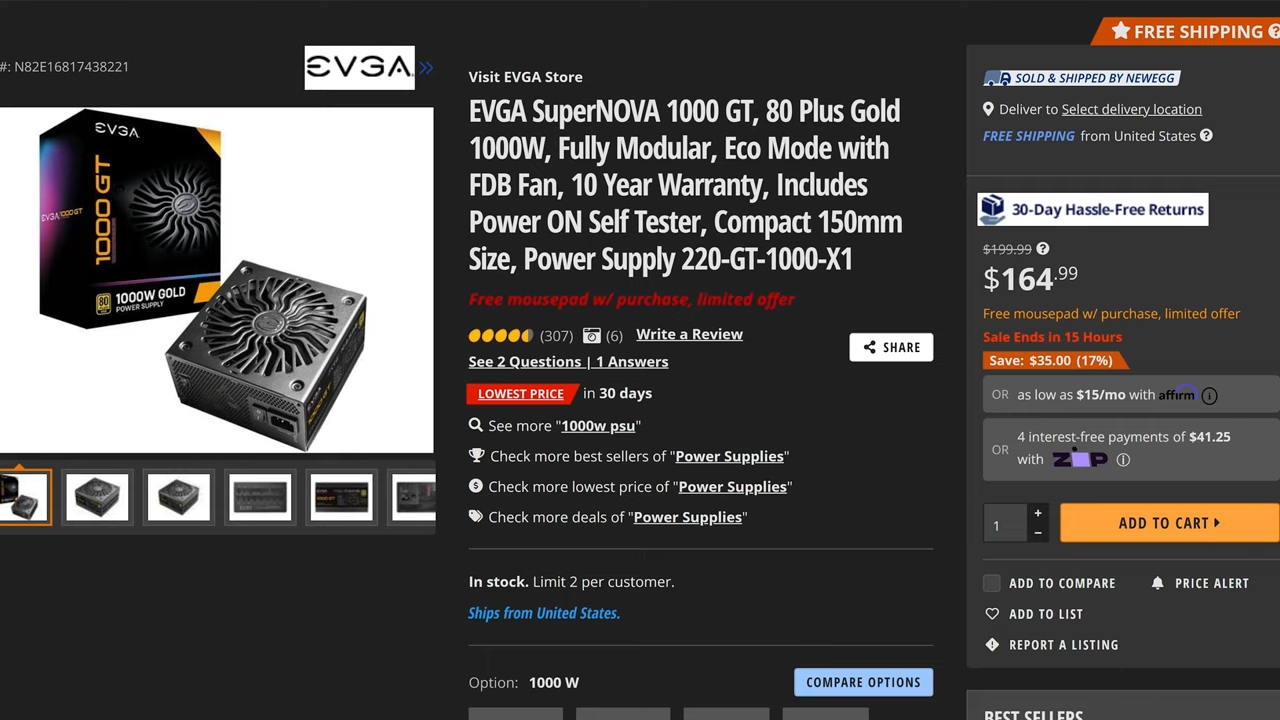 FREE SHIPPING
#: N82E16817438221
EVGA
EVGA
1000 GT
EVGA 1000 GT
1000W GOLD
POWER SUPPLY
Visit EVGA Store
EVGA SuperNOVA 1000 GT, 80 Plus Gold
1000W, Fully Modular, Eco Mode with
FDB Fan, 10 Year Warranty, Includes
Power ON Self Tester, Compact 150mm
Size, Power Supply 220-GT-1000-X1
Free mousepad w/ purchase, limited offer
(307) (6) Write a Review
See 2 Questions | 1 Answers
SHARE
LOWEST PRICE in 30 days
See more "1000w psu"
Check more best sellers of "Power Supplies"
Check more lowest price of "Power Supplies"
Check more deals of "Power Supplies"
In stock. Limit 2 per customer.
Ships from United States.
Option: 1000 W
COMPARE OPTIONS
SOLD & SHIPPED BY NEWEGG
Deliver to Select delivery location
FREE SHIPPING from United States
30-Day Hassle-Free Returns
$199.99
$164.99
Free mousepad w/ purchase, limited offer
Sale Ends in 15 Hours
Save: $35.00 (17%)
OR as low as $15/mo with affirm
OR 4 interest-free payments of $41.25
with ZIP
1 + −
ADD TO CART
ADD TO COMPARE
PRICE ALERT
ADD TO LIST
REPORT A LISTING
BEST SELLERS